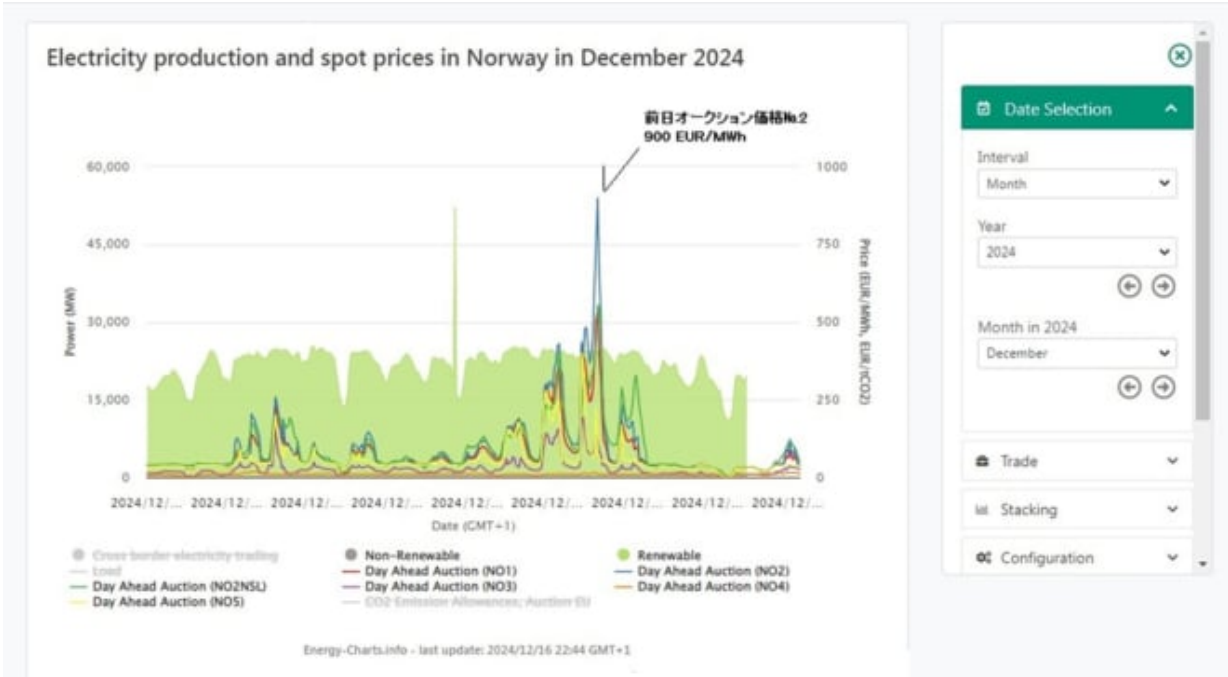 Electricity production and spot prices in Norway in December 2024
前日オークション価格№2
900 EUR/MWh
60,000
45,000
30,000
15,000
0
Power (MW)
1000
750
500
250
0
Price (EUR/MWh, EUR/tCO2)
2024/12/... 2024/12/... 2024/12/... 2024/12/... 2024/12/... 2024/12/... 2024/12/... 2024/12/... 2024/12/...
Date (GMT+1)
Cross border electricity trading
Non-Renewable
Renewable
Load
Day Ahead Auction (NO1)
Day Ahead Auction (NO2)
Day Ahead Auction (NO2NSL)
Day Ahead Auction (NO3)
Day Ahead Auction (NO4)
Day Ahead Auction (NO5)
CO2 Emission Allowances, Auction EU
Energy-Charts.info - last update: 2024/12/16 22:44 GMT+1
Date Selection
Interval
Month
Year
2024
Month in 2024
December
Trade
Stacking
Configuration